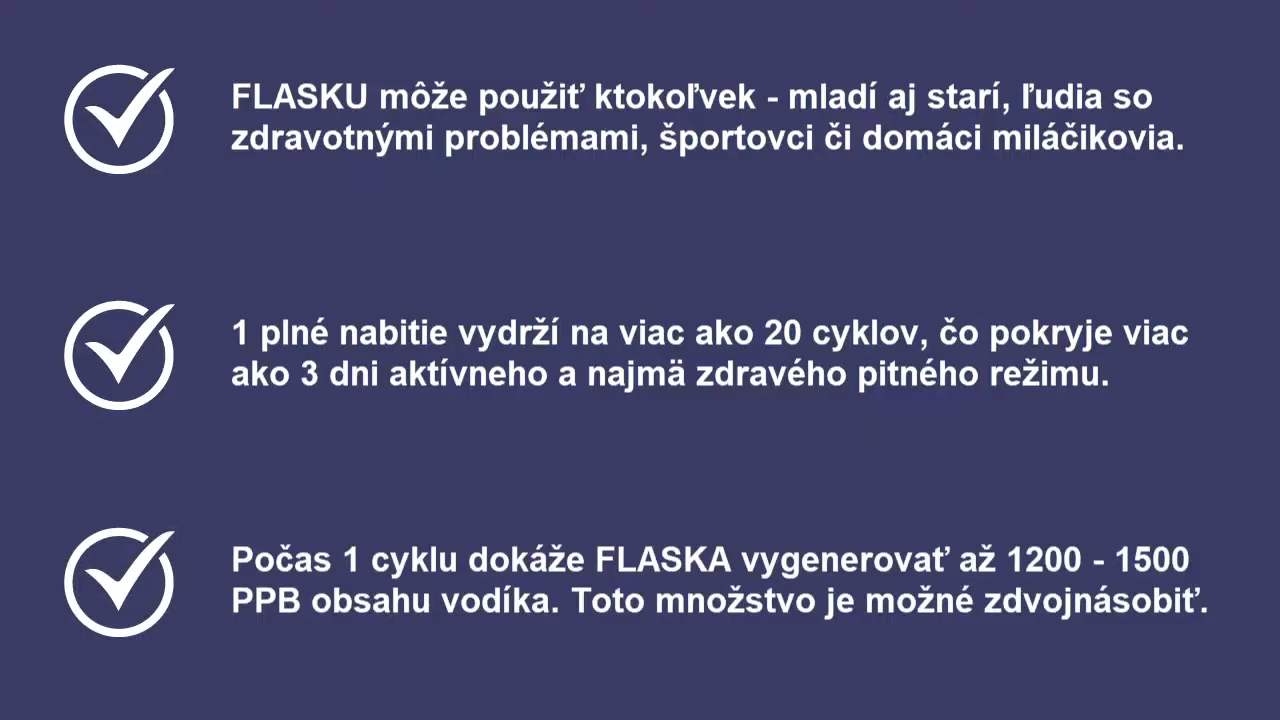 FLASKU môže použiť ktokoľvek - mladí aj starí, ľudia so
zdravotnými problémami, športovci či domáci miláčikovia.
1 plné nabitie vydrží na viac ako 20 cyklov, čo pokryje viac
ako 3 dni aktívneho a najmä zdravého pitného režimu.
Počas 1 cyklu dokáže FLASKA vygenerovať až 1200 - 1500
PPB obsahu vodíka. Toto množstvo je možné zdvojnásobiť.